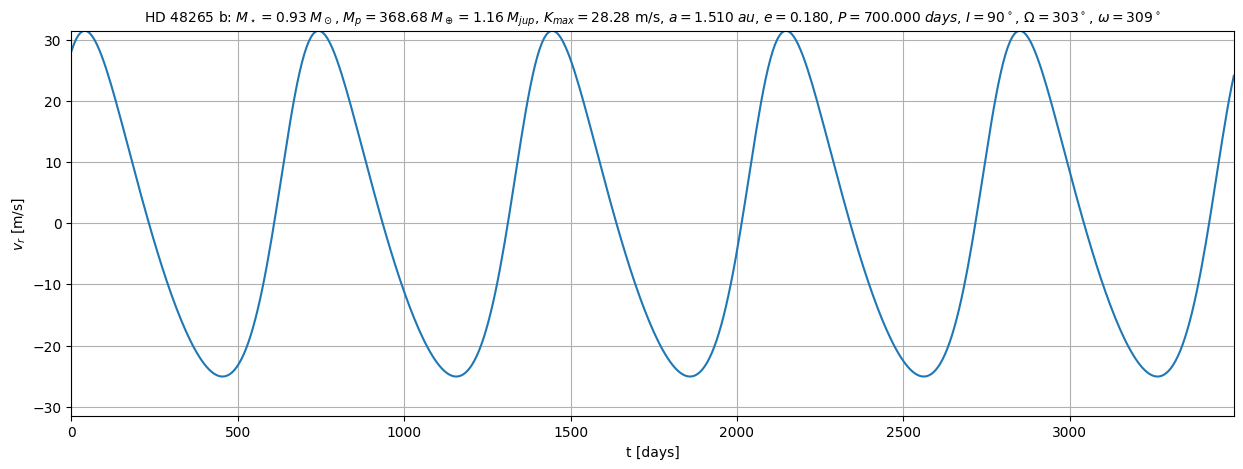 HD 48265 b: M⋆ = 0.93 M☉, Mp = 368.68 M⊕ = 1.16 Mjup, Kmax = 28.28 m/s, a = 1.510 au, e = 0.180, P = 700.000 days, I = 90°, Ω = 303°, ω = 309°
30
20
10
0
−10
−20
−30
vr [m/s]
0 500 1000 1500 2000 2500 3000
t [days]